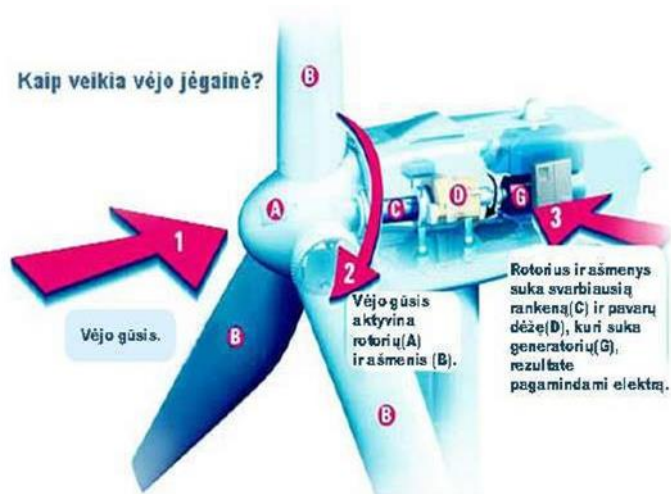 Kaip veikia vėjo jėgainė?
B
A
C
D
G
1
2
3
B
B
Vėjo gūsis.
Vėjo gūsis
aktyvina
rotorių(A)
ir ašmenis (B).
Rotorius ir ašmenys
suka svarbiausią
rankeną(C) ir pavarų
dėžę(D), kuri suka
generatorių(G),
rezultate
pagamindami elektrą.